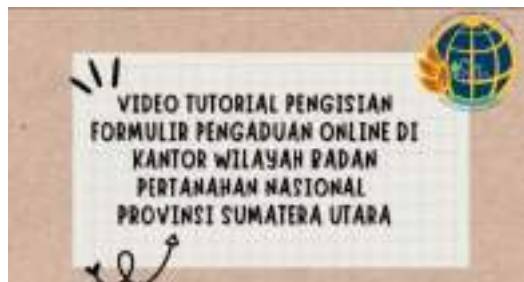 VIDEO TUTORIAL PENGISIAN
FORMULIR PENGADUAN ONLINE DI
KANTOR WILAYAH BADAN
PERTANAHAN NASIONAL
PROVINSI SUMATERA UTARA